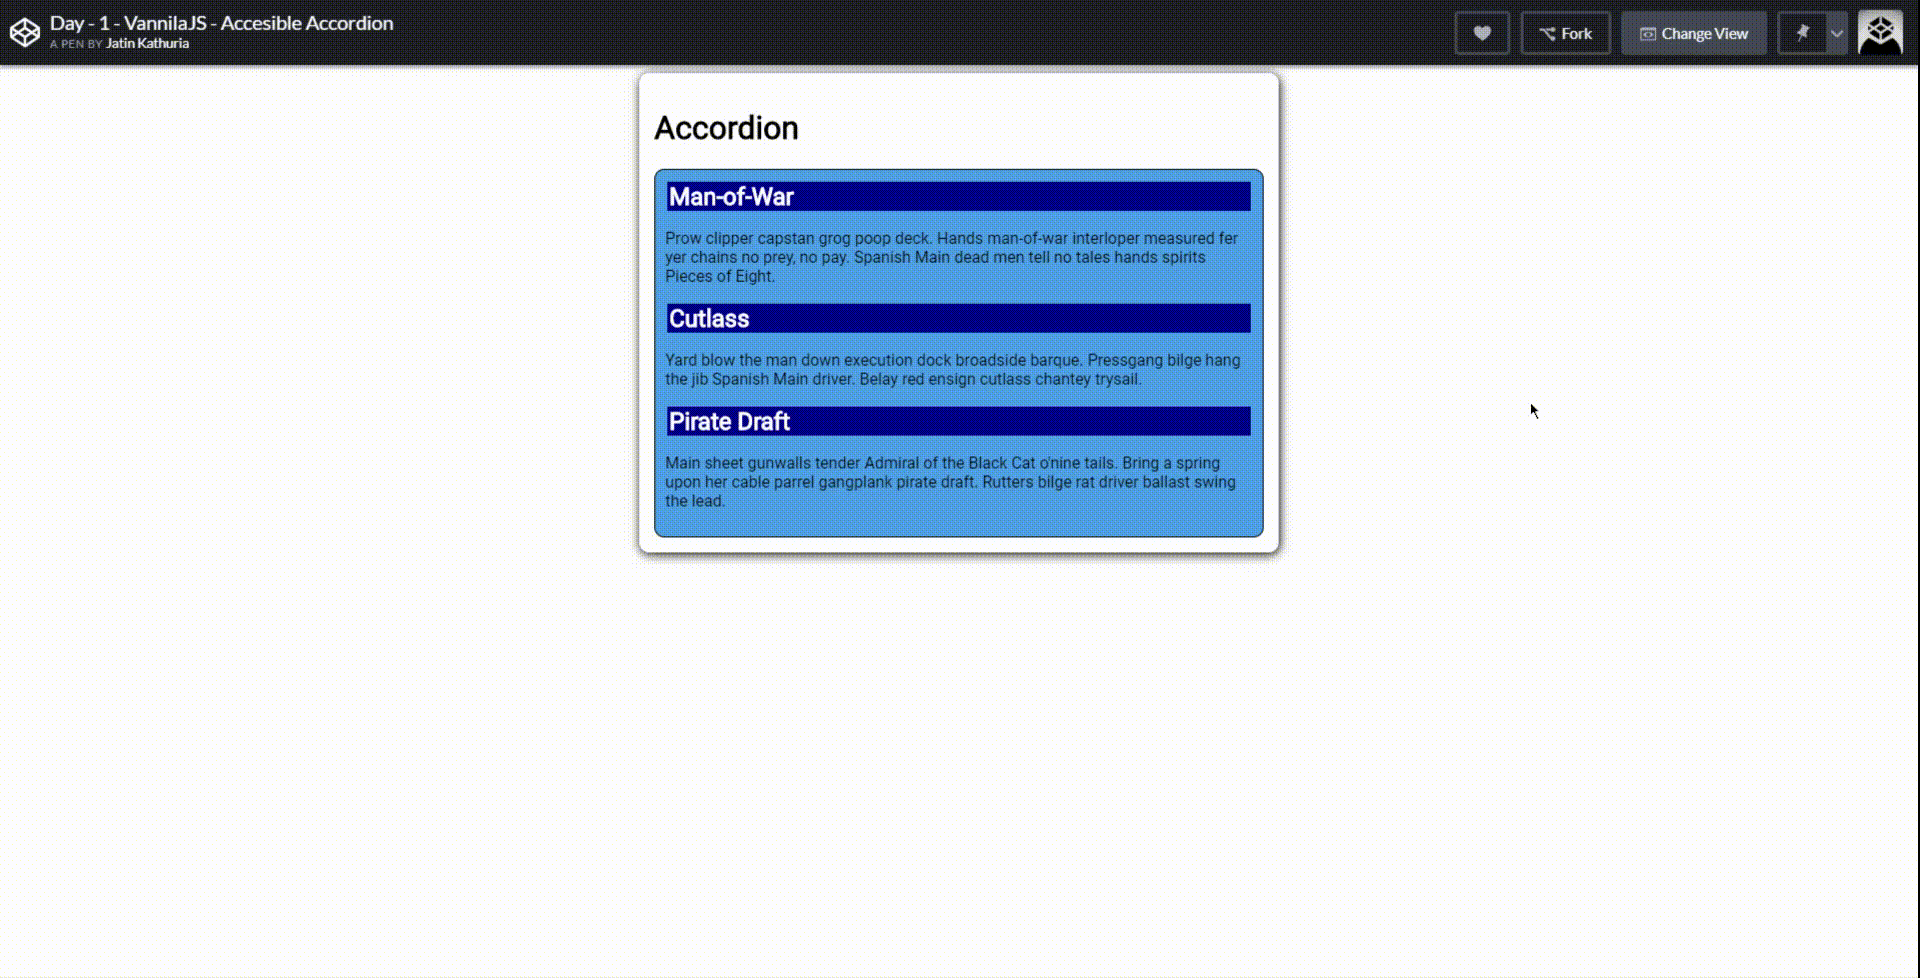 Day - 1 - VannilaJS - Accesible Accordion
A PEN BY Jatin Kathuria
Fork
Change View
Accordion
Man-of-War
Prow clipper capstan grog poop deck. Hands man-of-war interloper measured fer
yer chains no prey, no pay. Spanish Main dead men tell no tales hands spirits
Pieces of Eight.
Cutlass
Yard blow the man down execution dock broadside barque. Pressgang bilge hang
the jib Spanish Main driver. Belay red ensign cutlass chantey trysail.
Pirate Draft
Main sheet gunwalls tender Admiral of the Black Cat o'nine tails. Bring a spring
upon her cable parrel gangplank pirate draft. Rutters bilge rat driver ballast swing
the lead.